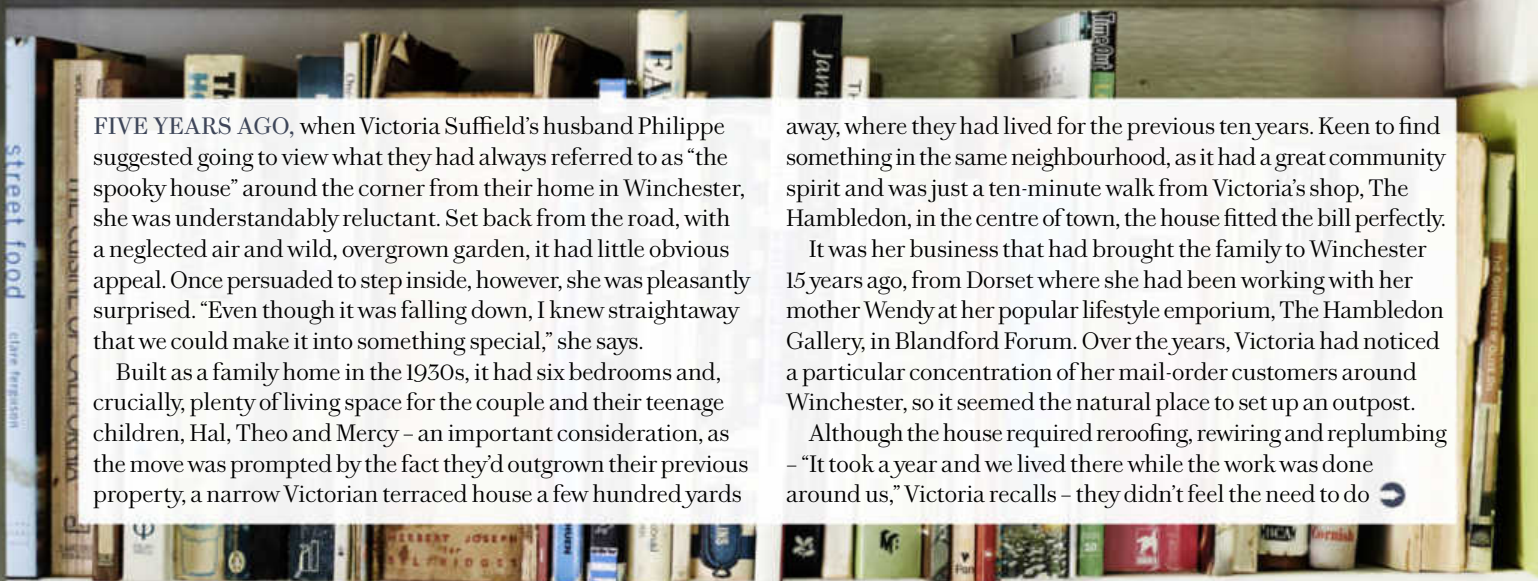 FIVE YEARS AGO, when Victoria Suffield’s husband Philippe
suggested going to view what they had always referred to as “the
spooky house” around the corner from their home in Winchester,
she was understandably reluctant. Set back from the road, with
a neglected air and wild, overgrown garden, it had little obvious
appeal. Once persuaded to step inside, however, she was pleasantly
surprised. “Even though it was falling down, I knew straightaway
that we could make it into something special,” she says.
Built as a family home in the 1930s, it had six bedrooms and,
crucially, plenty of living space for the couple and their teenage
children, Hal, Theo and Mercy – an important consideration, as
the move was prompted by the fact they’d outgrown their previous
property, a narrow Victorian terraced house a few hundred yards
away, where they had lived for the previous ten years. Keen to find
something in the same neighbourhood, as it had a great community
spirit and was just a ten-minute walk from Victoria’s shop, The
Hambledon, in the centre of town, the house fitted the bill perfectly.
It was her business that had brought the family to Winchester
15 years ago, from Dorset where she had been working with her
mother Wendy at her popular lifestyle emporium, The Hambledon
Gallery, in Blandford Forum. Over the years, Victoria had noticed
a particular concentration of her mail-order customers around
Winchester, so it seemed the natural place to set up an outpost.
Although the house required reroofing, rewiring and replumbing
– “It took a year and we lived there while the work was done
around us,” Victoria recalls – they didn’t feel the need to do
street food clare ferguson
THE CUISINE OF CALIFORNIA
TimeOut
HERBERT JOSEPH
for
SELFRIDGES
Cornish